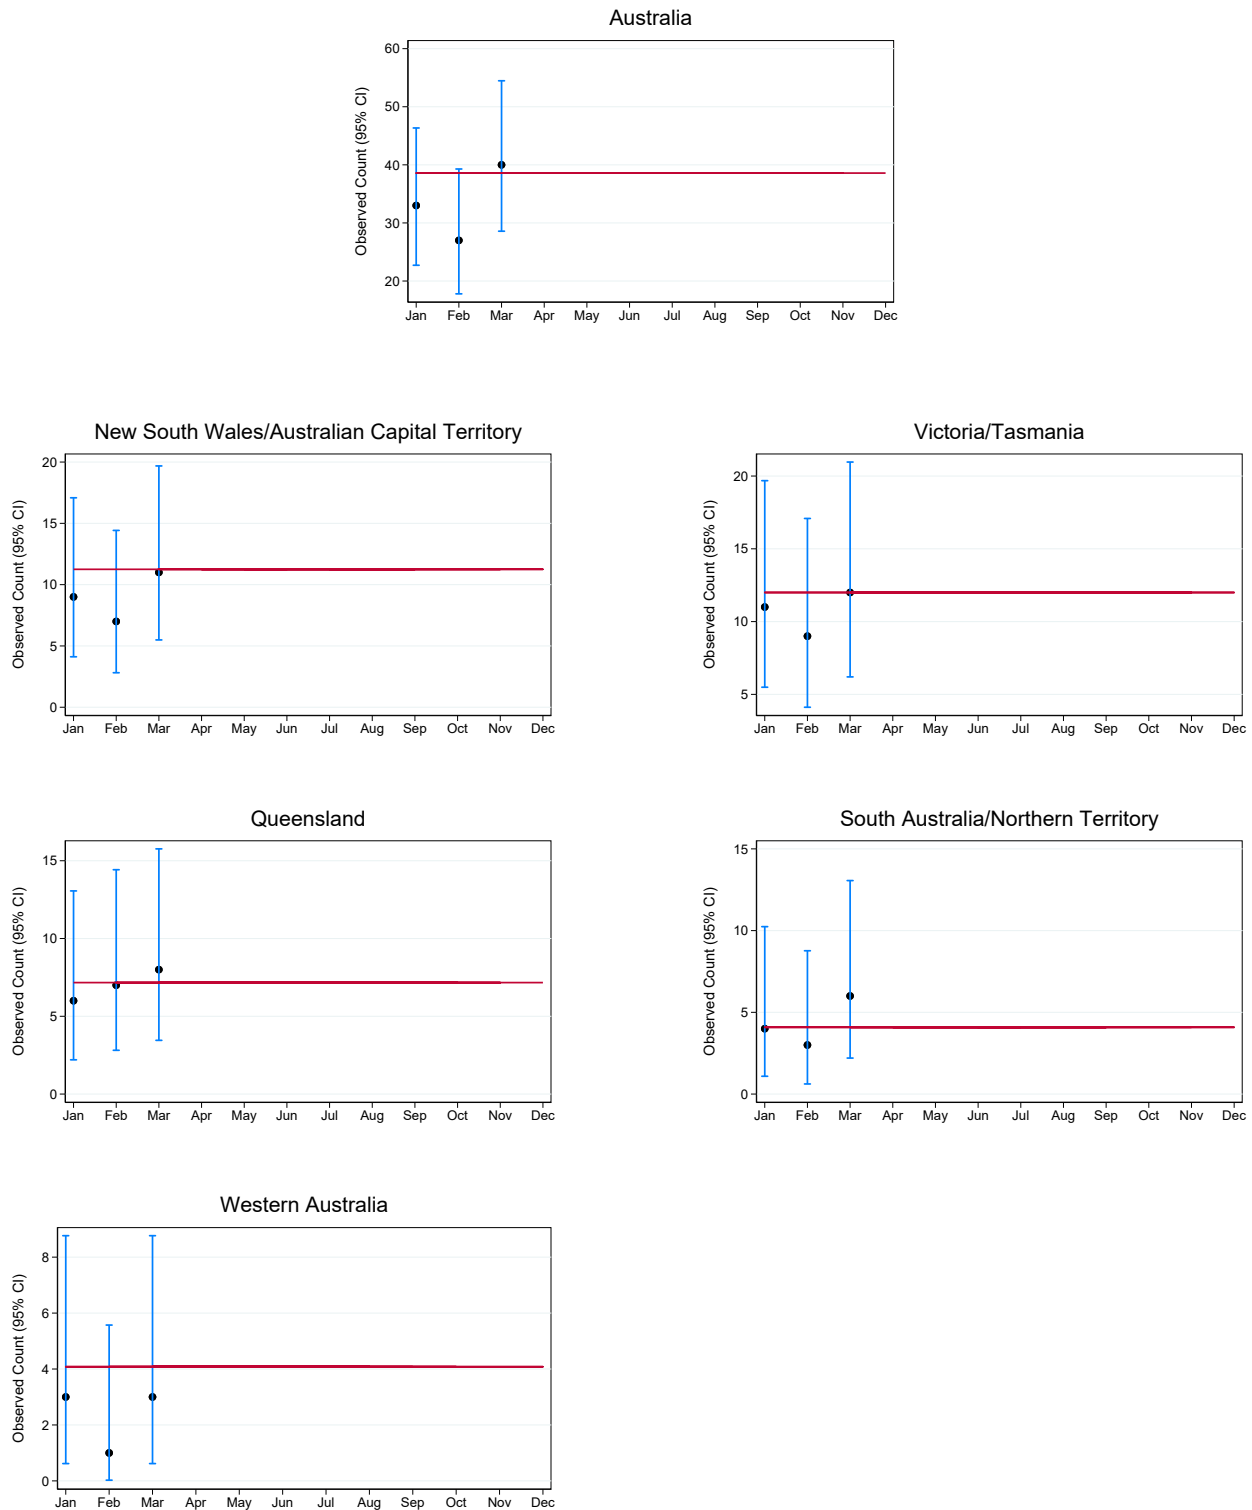 Australia
Observed Count (95% CI)
60
50
40
30
20
Jan Feb Mar Apr May Jun Jul Aug Sep Oct Nov Dec
New South Wales/Australian Capital Territory
Observed Count (95% CI)
20
15
10
5
0
Jan Feb Mar Apr May Jun Jul Aug Sep Oct Nov Dec
Victoria/Tasmania
Observed Count (95% CI)
20
15
10
5
Jan Feb Mar Apr May Jun Jul Aug Sep Oct Nov Dec
Queensland
Observed Count (95% CI)
15
10
5
0
Jan Feb Mar Apr May Jun Jul Aug Sep Oct Nov Dec
South Australia/Northern Territory
Observed Count (95% CI)
15
10
5
0
Jan Feb Mar Apr May Jun Jul Aug Sep Oct Nov Dec
Western Australia
Observed Count (95% CI)
8
6
4
2
0
Jan Feb Mar Apr May Jun Jul Aug Sep Oct Nov Dec